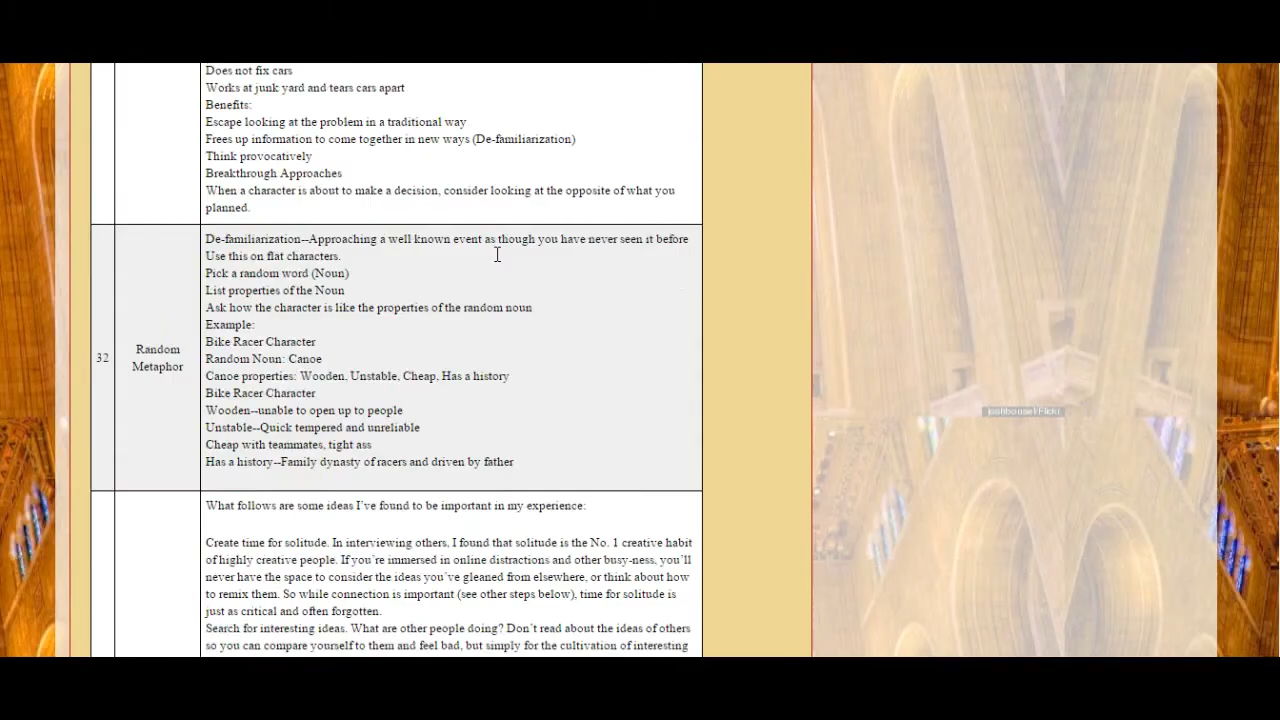 Does not fix cars
Works at junk yard and tears cars apart
Benefits:
Escape looking at the problem in a traditional way
Frees up information to come together in new ways (De-familiarization)
Think provocatively
Breakthrough Approaches
When a character is about to make a decision, consider looking at the opposite of what you
planned.
32
Random
Metaphor
De-familiarization--Approaching a well known event as though you have never seen it before
Use this on flat characters.
Pick a random word (Noun)
List properties of the Noun
Ask how the character is like the properties of the random noun
Example:
Bike Racer Character
Random Noun: Canoe
Canoe properties: Wooden, Unstable, Cheap, Has a history
Bike Racer Character
Wooden--unable to open up to people
Unstable--Quick tempered and unreliable
Cheap with teammates, tight ass
Has a history--Family dynasty of racers and driven by father
What follows are some ideas I've found to be important in my experience:
Create time for solitude. In interviewing others, I found that solitude is the No. 1 creative habit
of highly creative people. If you're immersed in online distractions and other busy-ness, you'll
never have the space to consider the ideas you've gleaned from elsewhere, or think about how
to remix them. So while connection is important (see other steps below), time for solitude is
just as critical and often forgotten.
Search for interesting ideas. What are other people doing? Don't read about the ideas of others
so you can compare yourself to them and feel bad, but simply for the cultivation of interesting